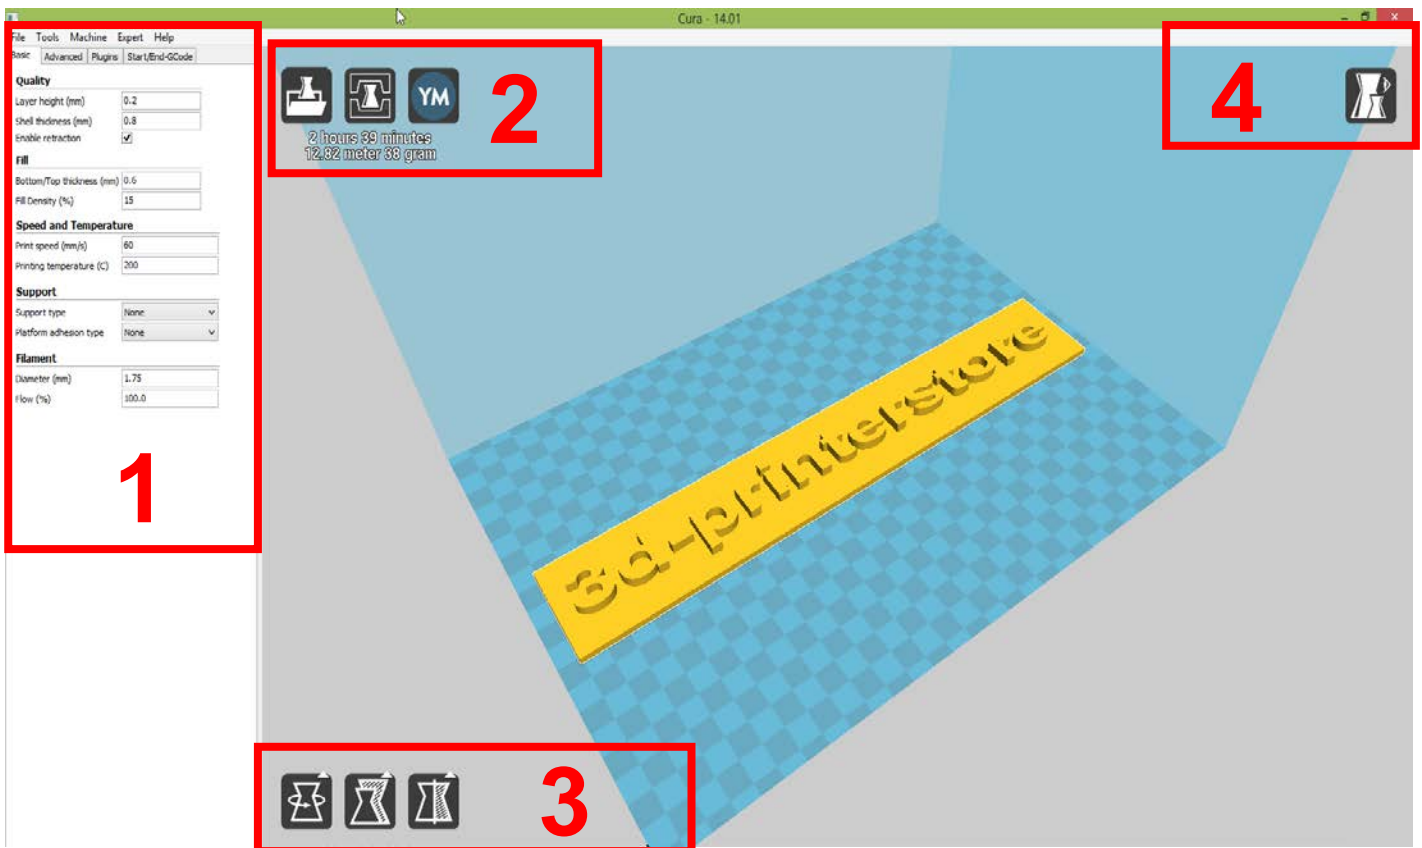 Cura - 14.01
File Tools Machine Expert Help
Basic Advanced Plugins Start/End-GCode
Quality
Layer height (mm) 0.2
Shell thickness (mm) 0.8
Enable retraction
Fill
Bottom/Top thickness (mm) 0.6
Fill Density (%) 15
Speed and Temperature
Print speed (mm/s) 60
Printing temperature (C) 200
Support
Support type None
Platform adhesion type None
Filament
Diameter (mm) 1.75
Flow (%) 100.0
1
YM
2
2 hours 39 minutes
12.82 meter 38 gram
4
3d-printerstore
3